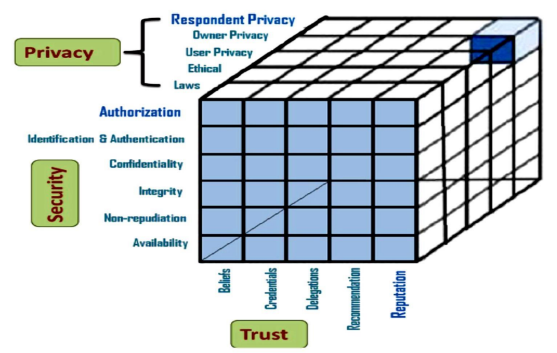 Respondent Privacy
Owner Privacy
Privacy
User Privacy
Ethical
Laws
Authorization
Identification & Authentication
Confidentiality
Security
Integrity
Non-repudiation
Availability
Beliefs
Credentials
Delegations
Recommendation
Reputation
Trust